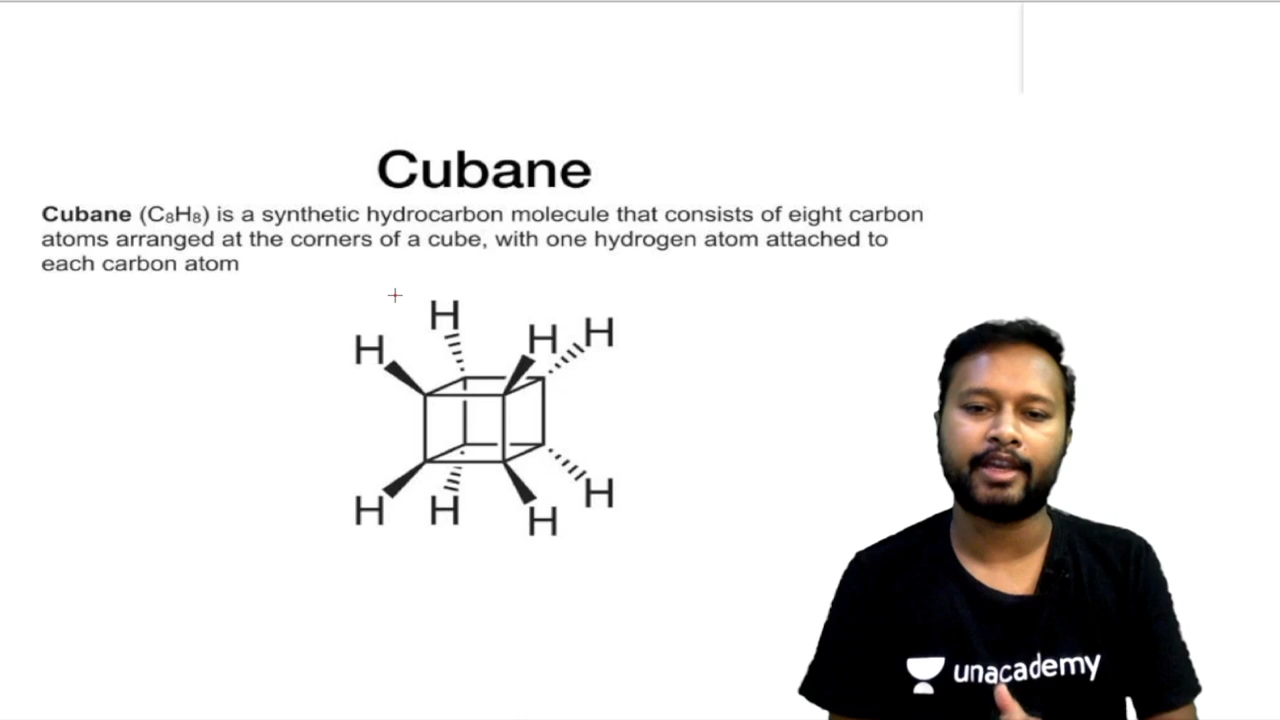 Cubane
Cubane (C₈H₈) is a synthetic hydrocarbon molecule that consists of eight carbon
atoms arranged at the corners of a cube, with one hydrogen atom attached to
each carbon atom
H
H
H
H
H
H
H
H
unacademy